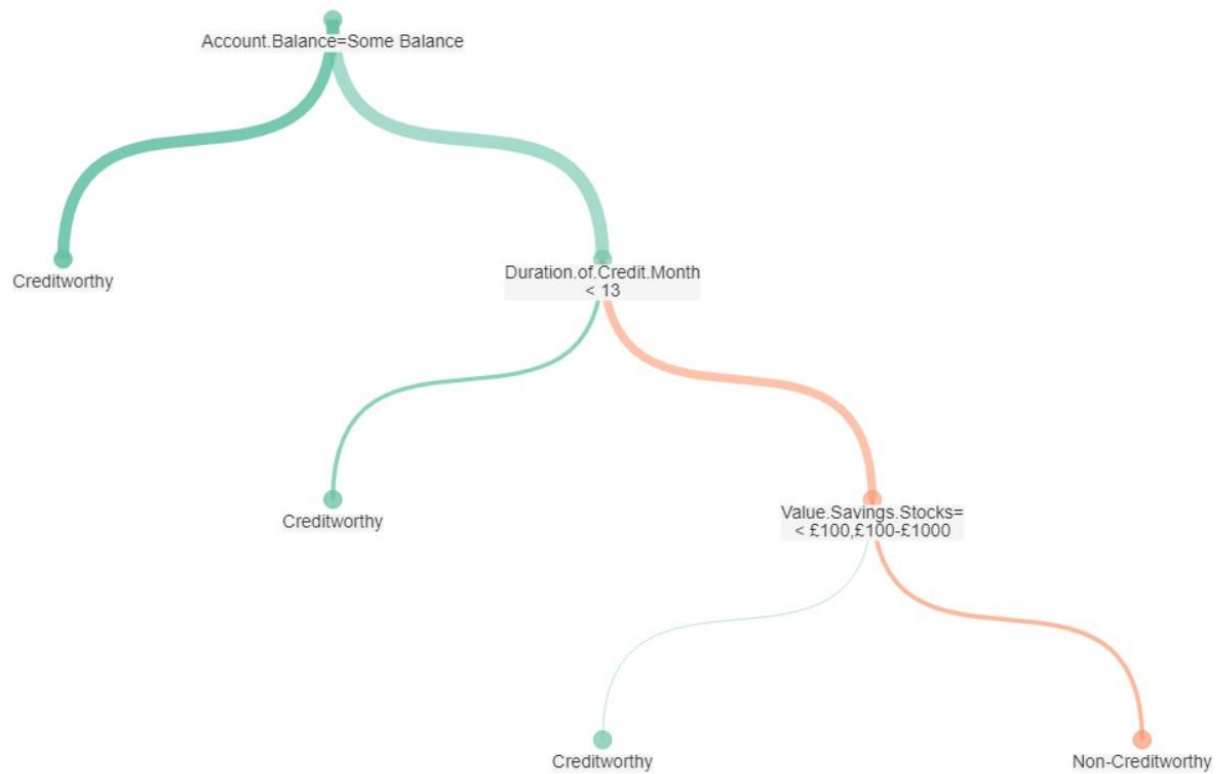 Account.Balance=Some Balance
Creditworthy
Duration.of.Credit.Month
< 13
Creditworthy
Value.Savings.Stocks=
< £100,£100-£1000
Creditworthy
Non-Creditworthy